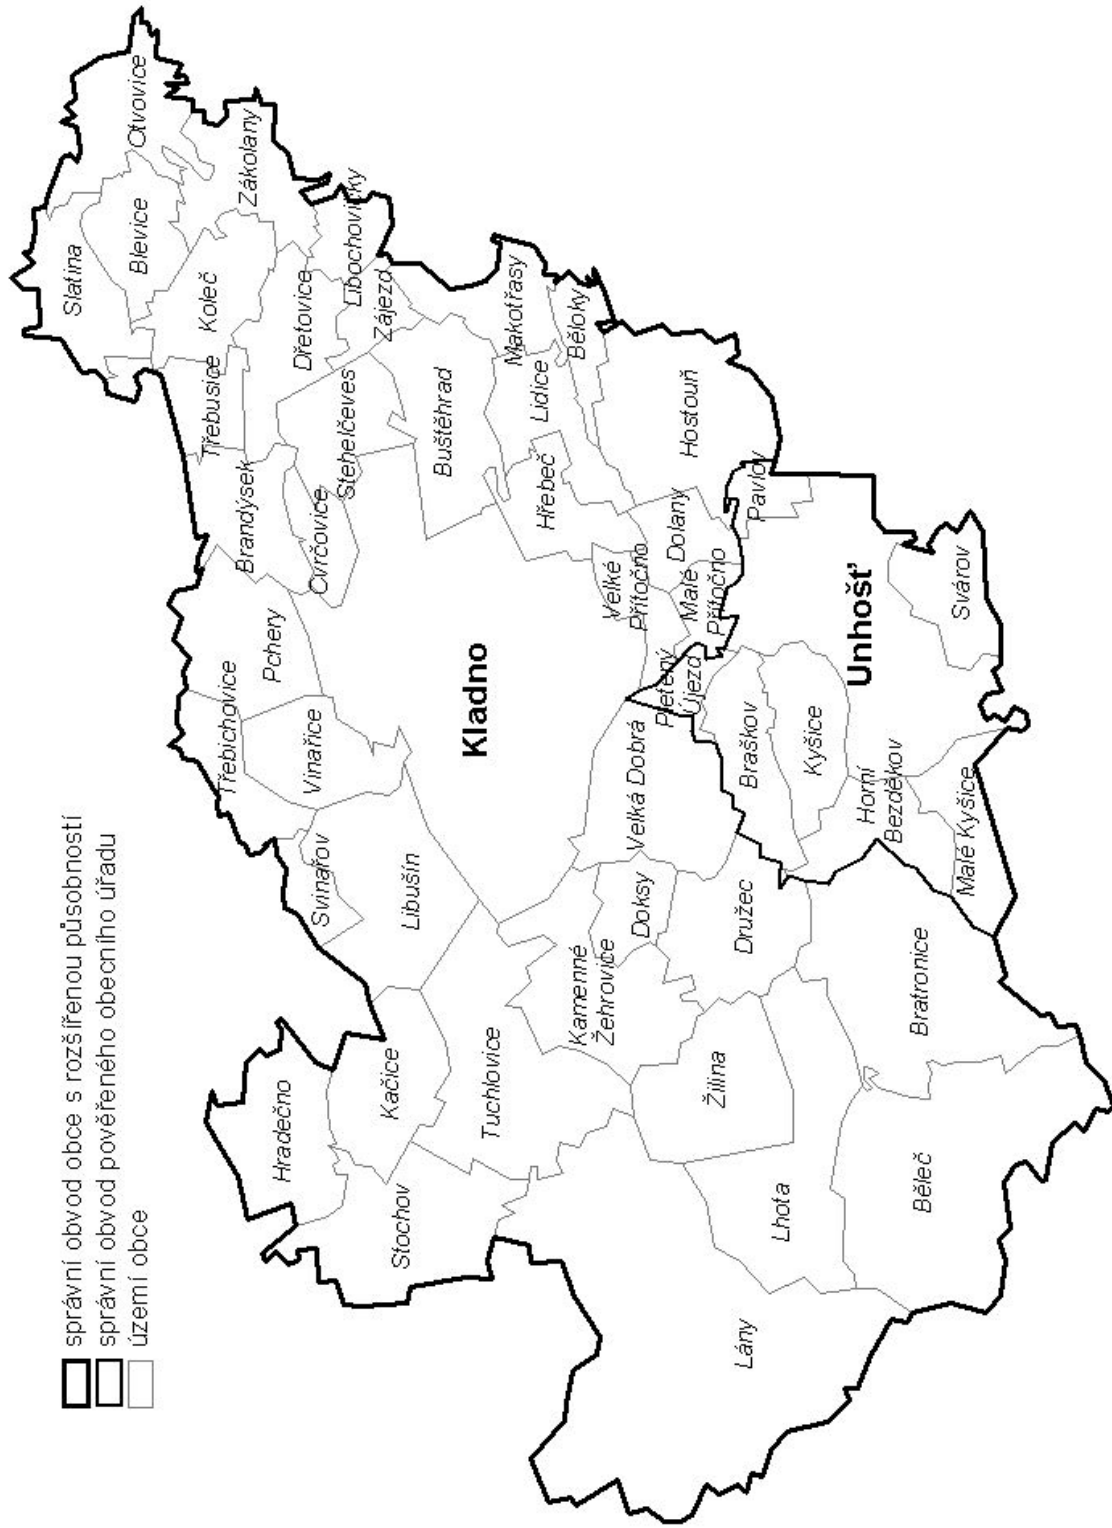 správní obvod obce s rozšířenou působností
správní obvod pověřeného obecního úřadu
území obce
Hradečno
Stochov
Kačice
Tuchlovice
Lány
Lhota
Žilina
Běleč
Bratronice
Kamenné
Žehrovice
Doksy
Družec
Velká Dobrá
Libušín
Svinařov
Třebichovice
Vinařice
Pchery
Kladno
Brandýsek
Cvrčovice
Třebusice
Stehelčeves
Slatina
Blevice
Otvovice
Koleč
Zákolany
Dřetovice
Libochovičky
Zájezd
Buštěhrad
Makotřasy
Lidice
Běloky
Hřebeč
Hostouň
Dolany
Velké
Přítočno
Malé
Přítočno
Pletený
Újezd
Pavlov
Braškov
Kyšice
Unhošť
Horní
Bezděkov
Malé Kyšice
Svárov